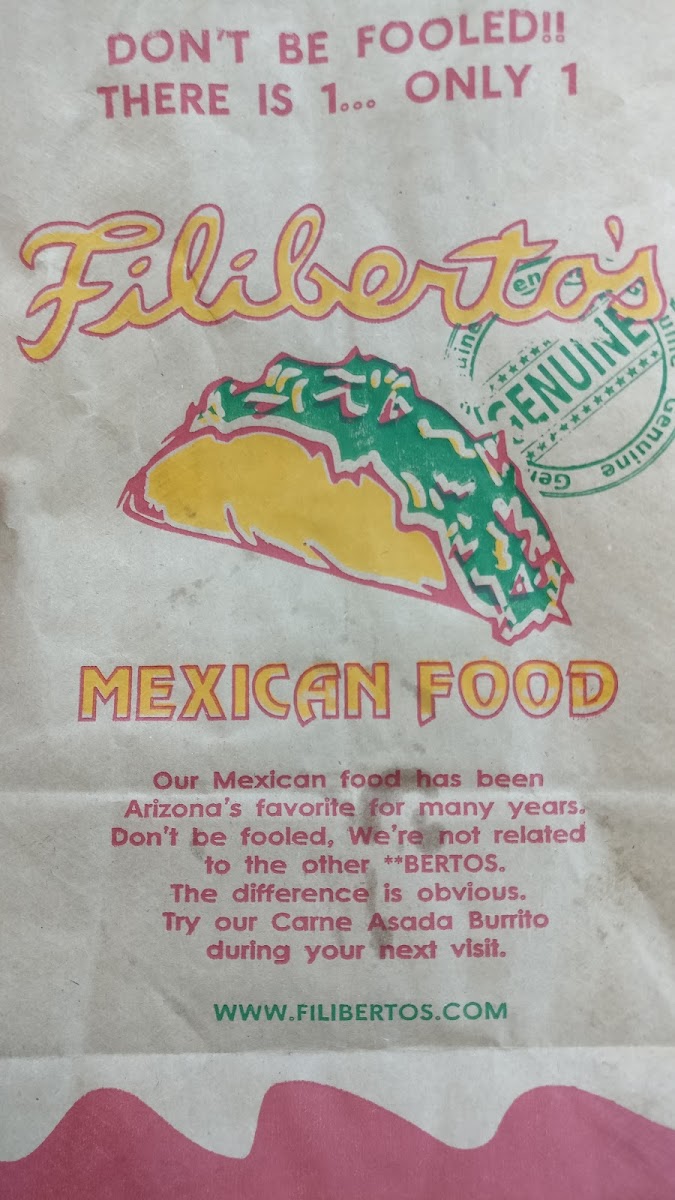 DON'T BE FOOLED!!
THERE IS 1... ONLY 1
Filiberto's
GENUINE
Genuine
MEXICAN FOOD
Our Mexican food has been
Arizona's favorite for many years.
Don't be fooled, We're not related
to the other **BERTOS.
The difference is obvious.
Try our Carne Asada Burrito
during your next visit.
WWW.FILIBERTOS.COM